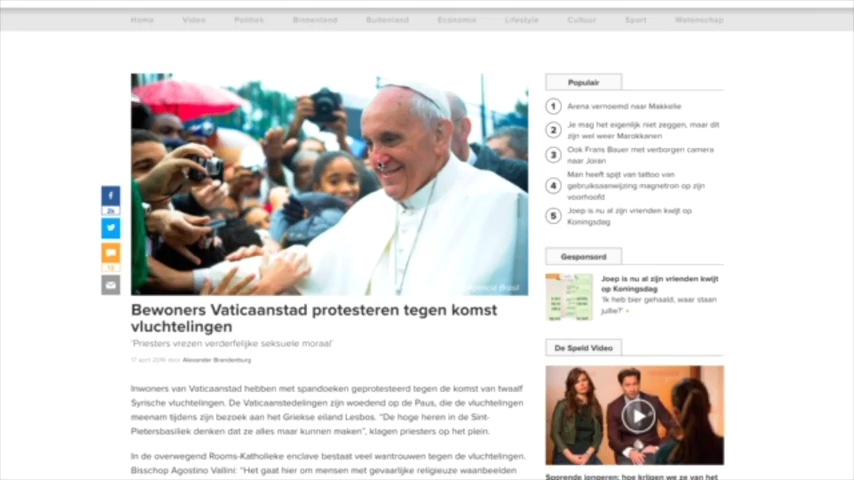 Home Video Politiek Binnenland Buitenland Economie Lifestyle Cultuur Sport Wetenschap
Bewoners Vaticaanstad protesteren tegen komst
vluchtelingen
'Priesters vrezen verderfelijke seksuele moraal'
17 april 2016 door Alexander Brandenburg
Inwoners van Vaticaanstad hebben met spandoeken geprotesteerd tegen de komst van twaalf
Syrische vluchtelingen. De Vaticaanstedelingen zijn woedend op de Paus, die de vluchtelingen
meenam tijdens zijn bezoek aan het Griekse eiland Lesbos. "De hoge heren in de Sint-
Pietersbasiliek denken dat ze alles maar kunnen maken", klagen priesters op het plein.
In de overwegend Rooms-Katholieke enclave bestaat veel wantrouwen tegen de vluchtelingen.
Bisschop Agostino Vallini: "Het gaat hier om mensen met gevaarlijke religieuze waanbeelden
Populair
1 Arena vernoemd naar Makkelie
2 Je mag het eigenlijk niet zeggen, maar dit
zijn wel weer Marokkanen
3 Ook Frans Bauer met verborgen camera
naar Joran
4 Man heeft spijt van tattoo van
gebruiksaanwijzing magnetron op zijn
voorhoofd
5 Joep is nu al zijn vrienden kwijt op
Koningsdag
Gesponsord
Joep is nu al zijn vrienden kwijt
op Koningsdag
'Ik heb bier gehaald, waar staan
jullie?' »
De Speld Video
Sporende jongeren: hoe krijgen we ze van het